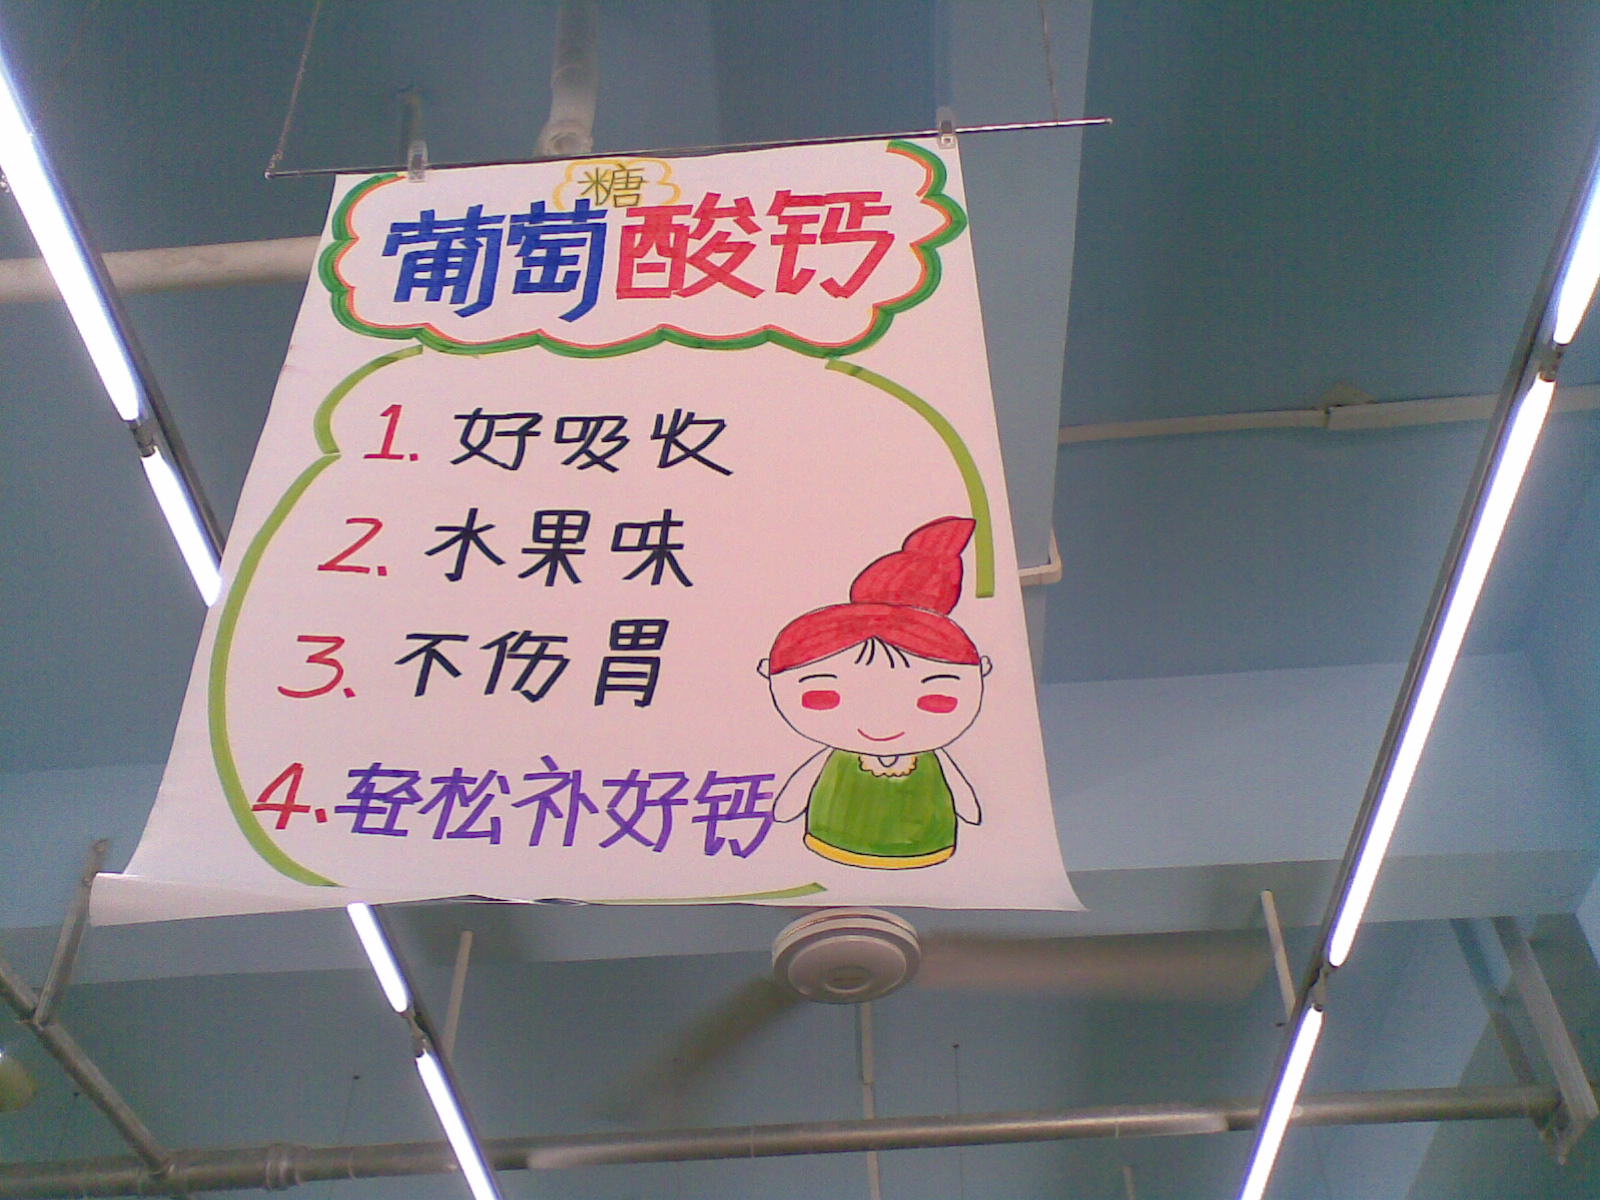 糖
葡萄酸钙
1. 好吸收
2. 水果味
3. 不伤胃
4. 轻松补好钙